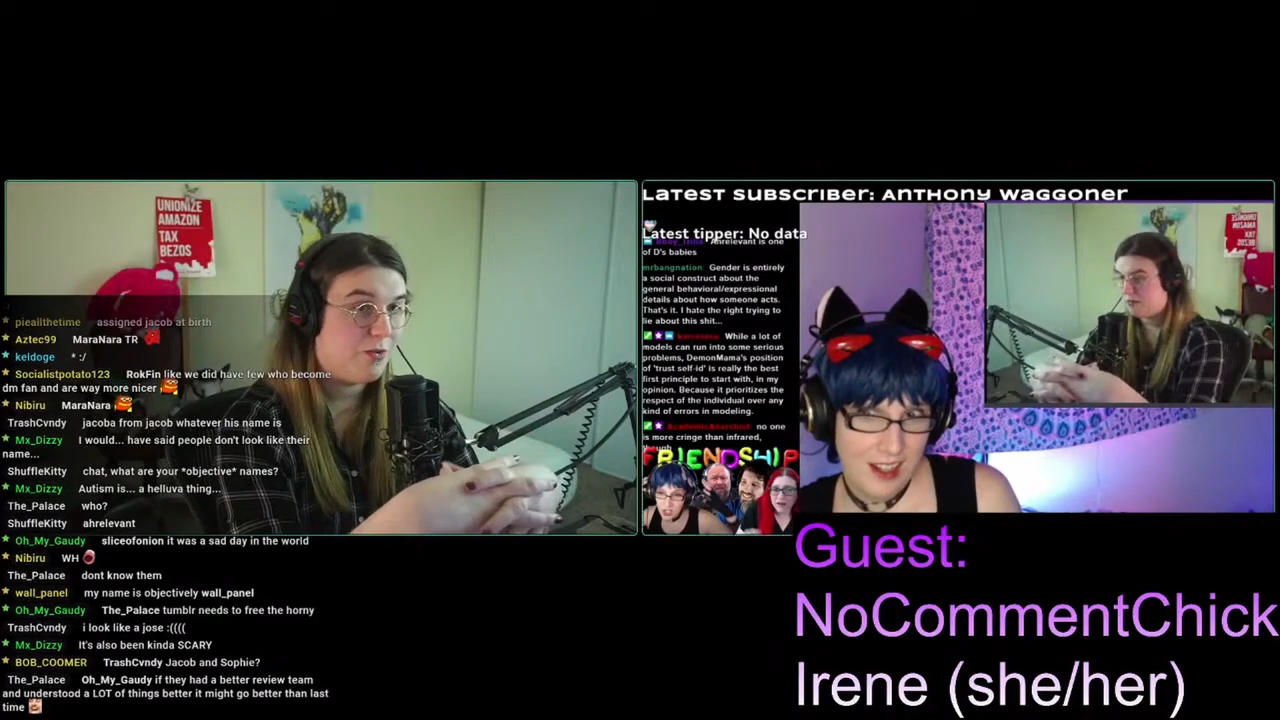 UNIONIZE
AMAZON
TAX
BEZOS
pieallthetime assigned jacob at birth
Aztec99 MaraNara TR
keldoge * :/
Socialistpotato123 RokFin like we did have few who become
dm fan and are way more nicer
Nibiru MaraNara
TrashCvndy jacoba from jacob whatever his name is
Mx_Dizzy I would... have said people don't look like their
name...
ShuffleKitty chat, what are your *objective* names?
Mx_Dizzy Autism is... a helluva thing...
The_Palace who?
ShuffleKitty ahrelevant
Oh_My_Gaudy sliceofonion it was a sad day in the world
Nibiru WH
The_Palace dont know them
wall_panel my name is objectively wall_panel
Oh_My_Gaudy The_Palace tumblr needs to free the horny
TrashCvndy i look like a jose :((((
Mx_Dizzy It's also been kinda SCARY
BOB_COOMER TrashCvndy Jacob and Sophie?
The_Palace Oh_My_Gaudy if they had a better review team
and understood a LOT of things better it might go better than last
time
Latest subscriber: Anthony Waggoner
Latest tipper: No data
Ahrelevant is one
of D's babies
mrbangnation: Gender is entirely
a social construct about the
general behavioral/expressional
details about how someone acts.
That's it. I hate the right trying to
lie about this shit...
While a lot of
models can run into some serious
problems, DemonMama's position
of 'trust self-id' is really the best
first principle to start with, in my
opinion. Because it prioritizes the
respect of the individual over any
kind of errors in modeling.
AcademicAnarchist: no one
is more cringe than infrared,
though
FRIENDSHIP
Guest:
NoCommentChick
Irene (she/her)